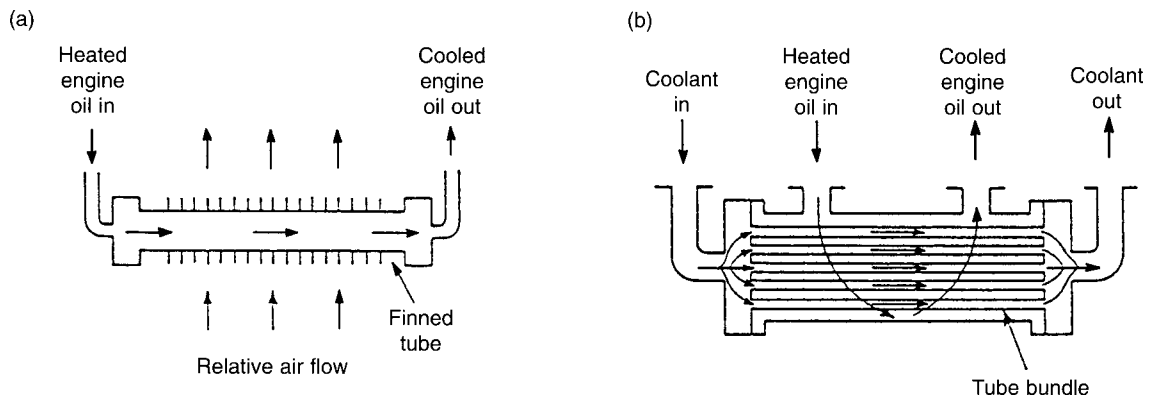 (a)
Heated
engine
oil in
Cooled
engine
oil out
Finned
tube
Relative air flow
(b)
Coolant
in
Heated
engine
oil in
Cooled
engine
oil out
Coolant
out
Tube bundle